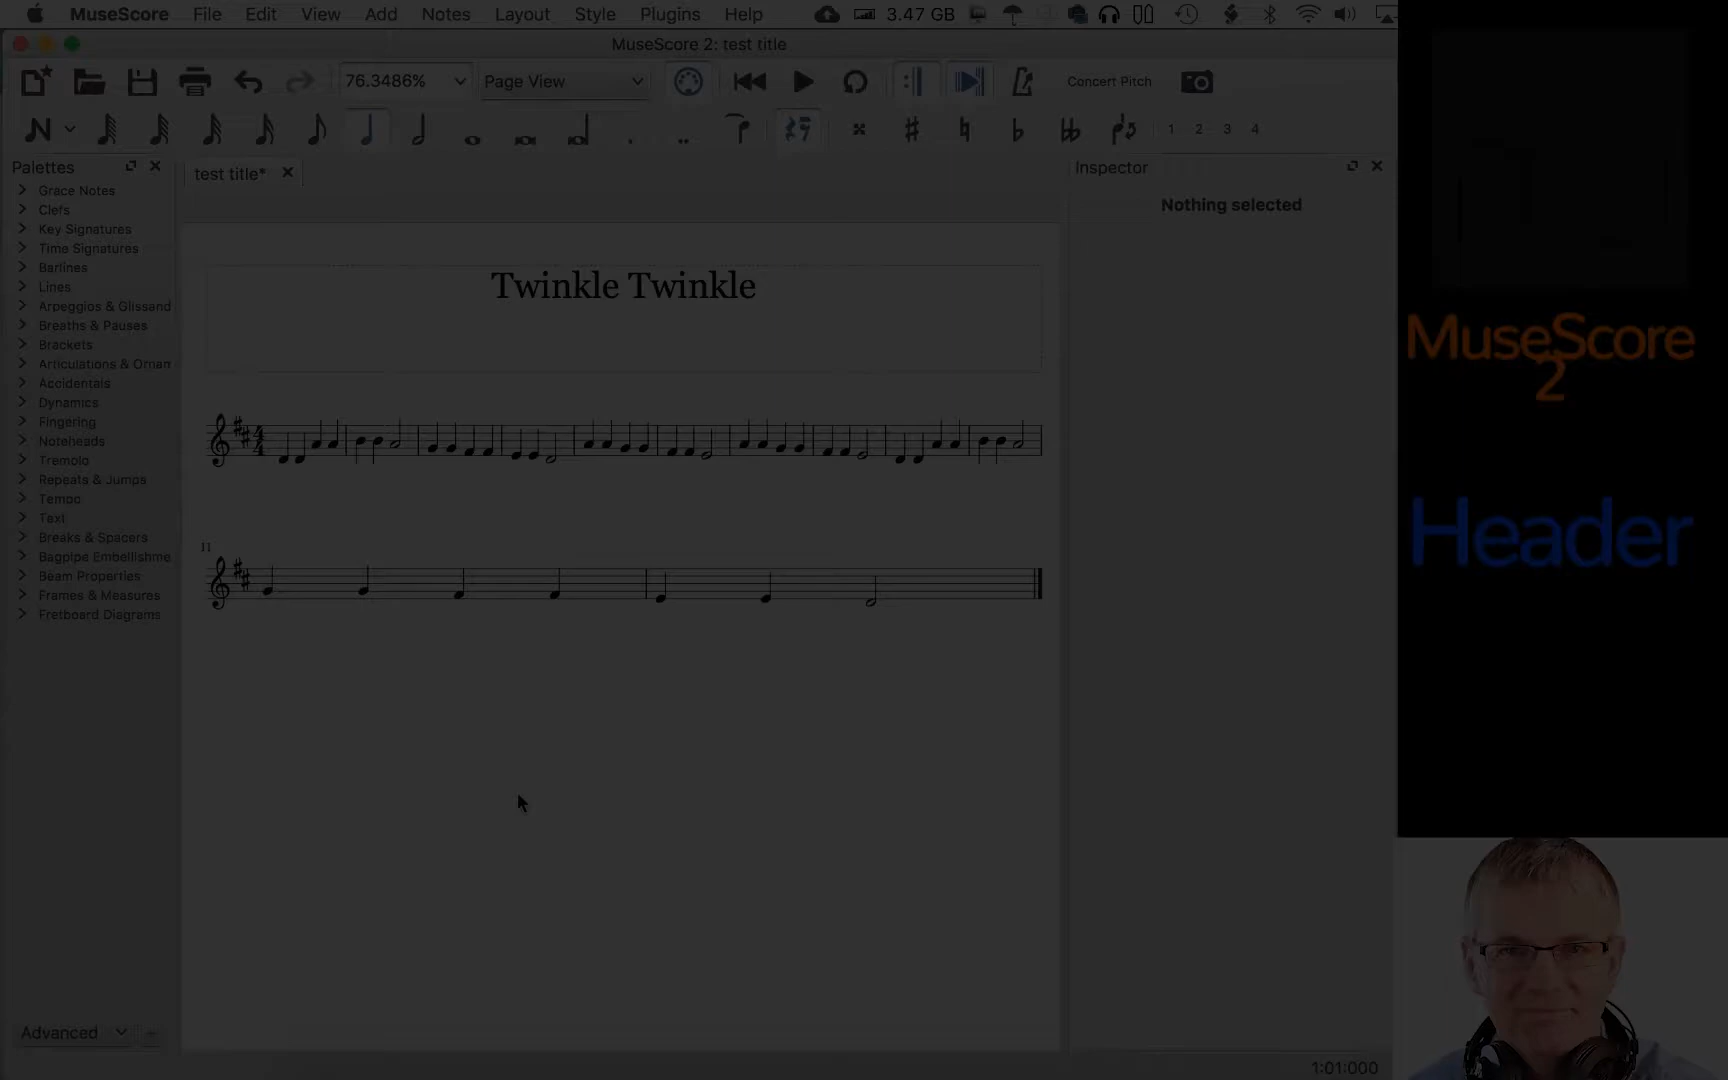 MuseScore File Edit View Add Notes Layout Style Plugins Help 3.47 GB
MuseScore 2: test title
76.3486% Page View Concert Pitch
1 2 3 4
Palettes
test title*
Inspector
Grace Notes
Nothing selected
Clefs
Key Signatures
Time Signatures
Barlines
Lines
Arpeggios & Glissand
Breaths & Pauses
Brackets
Articulations & Ornan
Accidentals
Dynamics
Fingering
Noteheads
Tremolo
Repeats & Jumps
Tempo
Text
Breaks & Spacers
Bagpipe Embellishme
Beam Properties
Frames & Measures
Fretboard Diagrams
Twinkle Twinkle
4
4
11
MuseScore
2
Header
Advanced
1:01:000